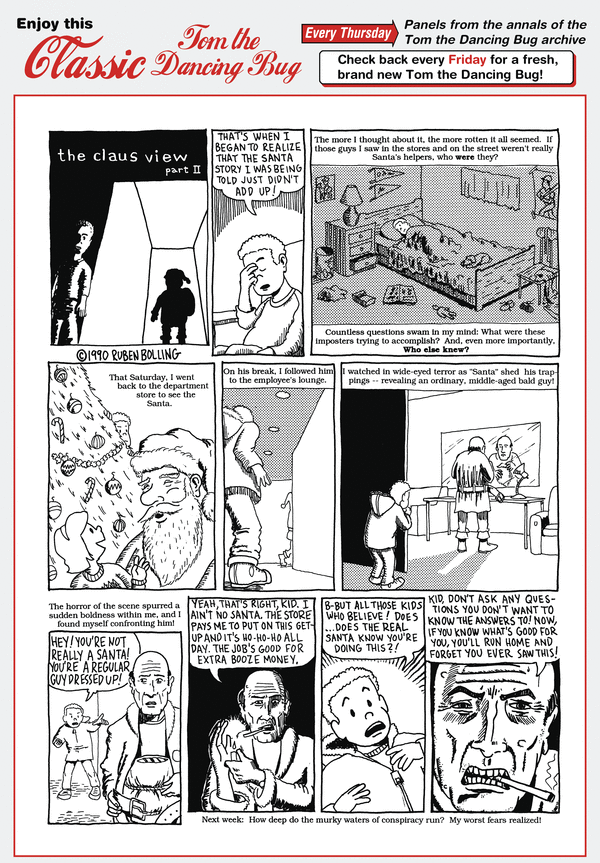 Enjoy this
Classic
Tom the
Dancing Bug
Every Thursday
Panels from the annals of the
Tom the Dancing Bug archive
Check back every Friday for a fresh,
brand new Tom the Dancing Bug!
the claus view
part II
©1990 RUBEN BOLLING
THAT'S WHEN I
BEGAN TO REALIZE
THAT THE SANTA
STORY I WAS BEING
TOLD JUST DIDN'T
ADD UP!
The more I thought about it, the more rotten it all seemed. If
those guys I saw in the stores and on the street weren't really
Santa's helpers, who were they?
Countless questions swam in my mind: What were these
imposters trying to accomplish? And, even more importantly,
Who else knew?
That Saturday, I went
back to the department
store to see the
Santa.
On his break, I followed him
to the employee's lounge.
I watched in wide-eyed terror as "Santa" shed his trap-
pings -- revealing an ordinary, middle-aged bald guy!
The horror of the scene spurred a
sudden boldness within me, and I
found myself confronting him!
HEY! YOU'RE NOT
REALLY A SANTA!
YOU'RE A REGULAR
GUY DRESSED UP!
YEAH, THAT'S RIGHT, KID. I
AIN'T NO SANTA. THE STORE
PAYS ME TO PUT ON THIS GET-
UP AND IT'S HO-HO-HO ALL
DAY. THE JOB'S GOOD FOR
EXTRA BOOZE MONEY.
B-BUT ALL THOSE KIDS
WHO BELIEVE! DOES
...DOES THE REAL
SANTA KNOW YOU'RE
DOING THIS?!
KID, DON'T ASK ANY QUES-
TIONS YOU DON'T WANT TO
KNOW THE ANSWERS TO! NOW,
IF YOU KNOW WHAT'S GOOD FOR
YOU, YOU'LL RUN HOME AND
FORGET YOU EVER SAW THIS!
Next week: How deep do the murky waters of conspiracy run? My worst fears realized!